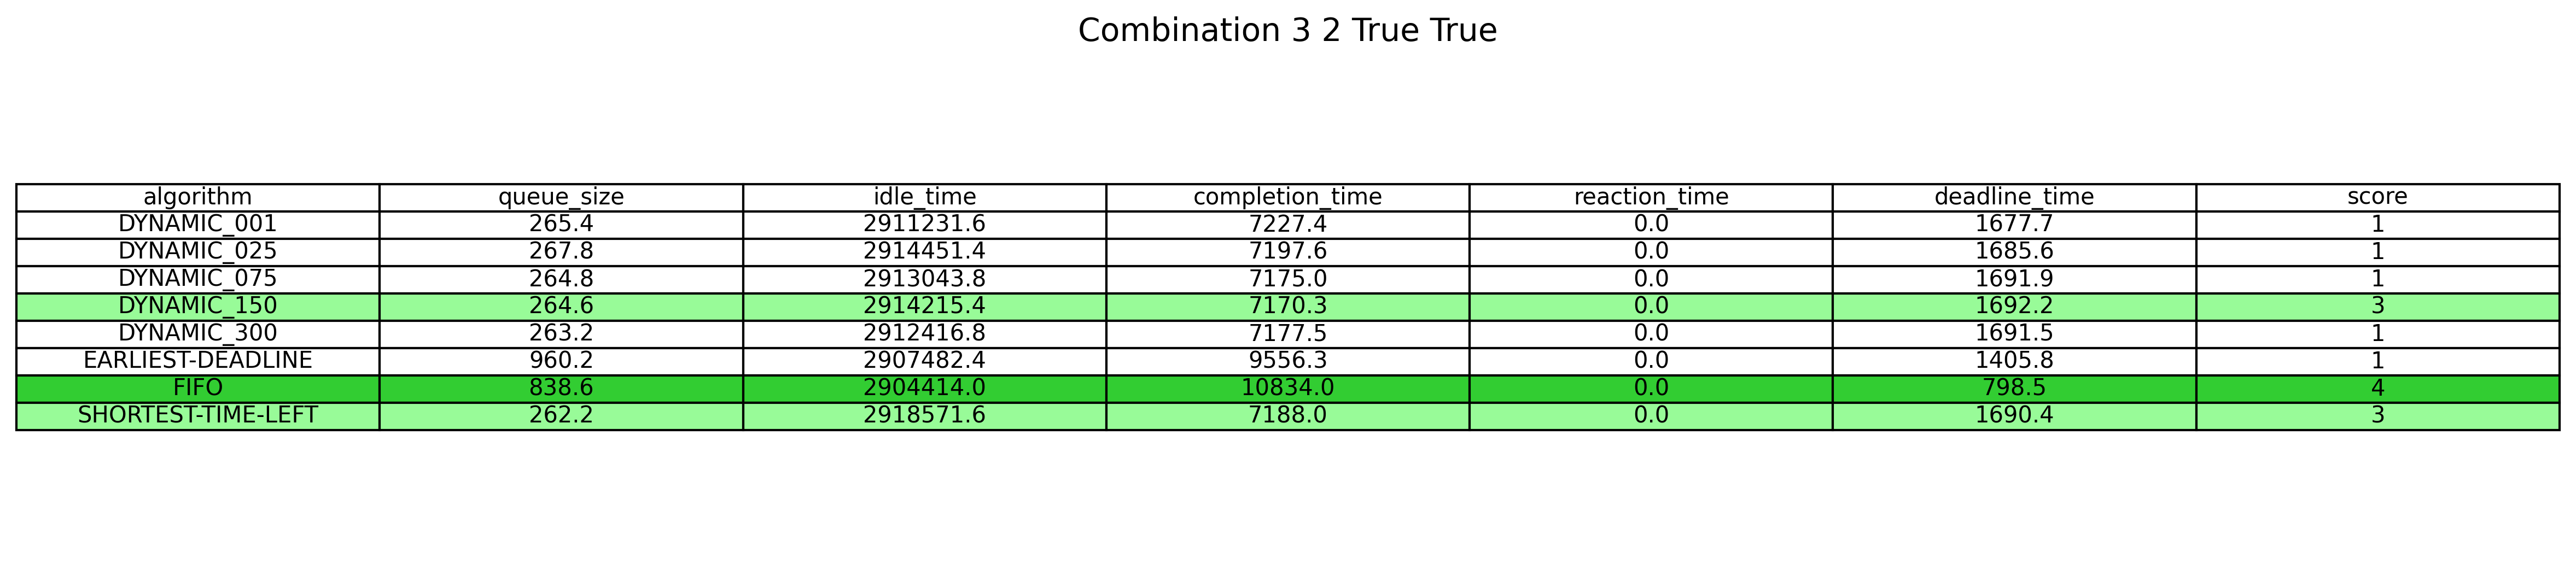 Combination 3 2 True True
algorithm queue_size idle_time completion_time reaction_time deadline_time score
DYNAMIC_001 265.4 2911231.6 7227.4 0.0 1677.7 1
DYNAMIC_025 267.8 2914451.4 7197.6 0.0 1685.6 1
DYNAMIC_075 264.8 2913043.8 7175.0 0.0 1691.9 1
DYNAMIC_150 264.6 2914215.4 7170.3 0.0 1692.2 3
DYNAMIC_300 263.2 2912416.8 7177.5 0.0 1691.5 1
EARLIEST-DEADLINE 960.2 2907482.4 9556.3 0.0 1405.8 1
FIFO 838.6 2904414.0 10834.0 0.0 798.5 4
SHORTEST-TIME-LEFT 262.2 2918571.6 7188.0 0.0 1690.4 3